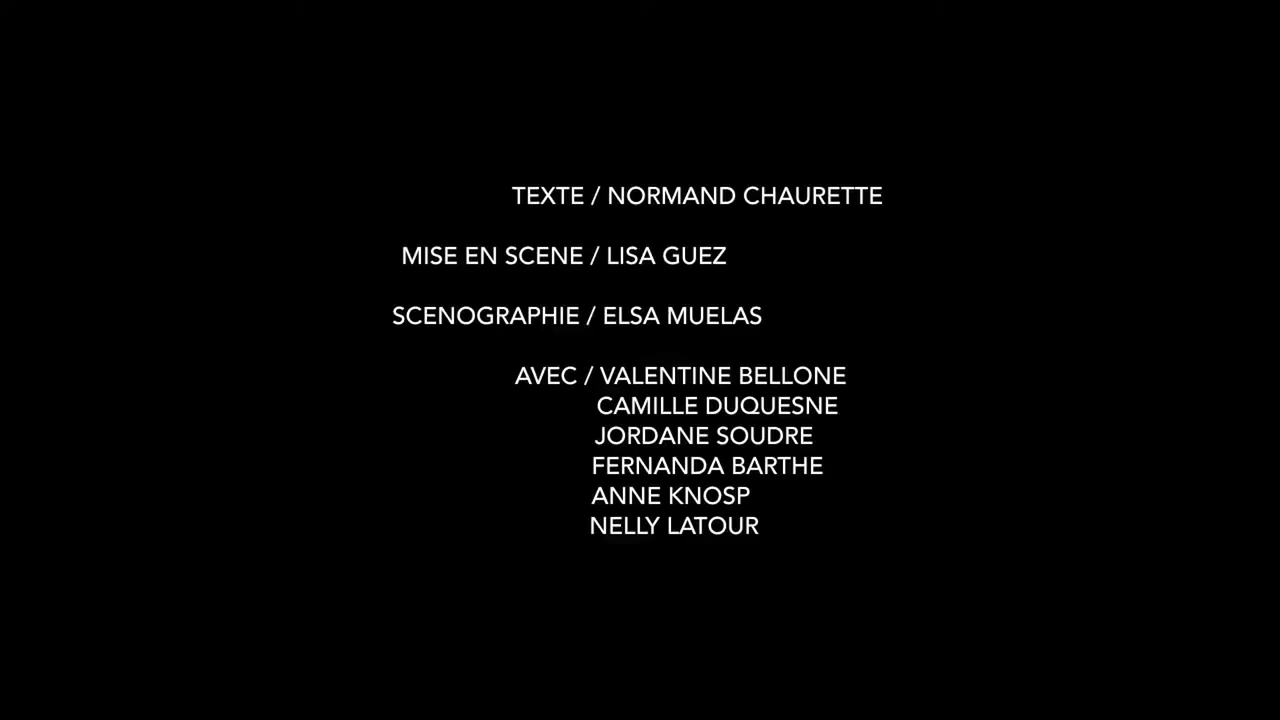 TEXTE / NORMAND CHAURETTE
MISE EN SCENE / LISA GUEZ
SCENOGRAPHIE / ELSA MUELAS
AVEC / VALENTINE BELLONE
CAMILLE DUQUESNE
JORDANE SOUDRE
FERNANDA BARTHE
ANNE KNOSP
NELLY LATOUR